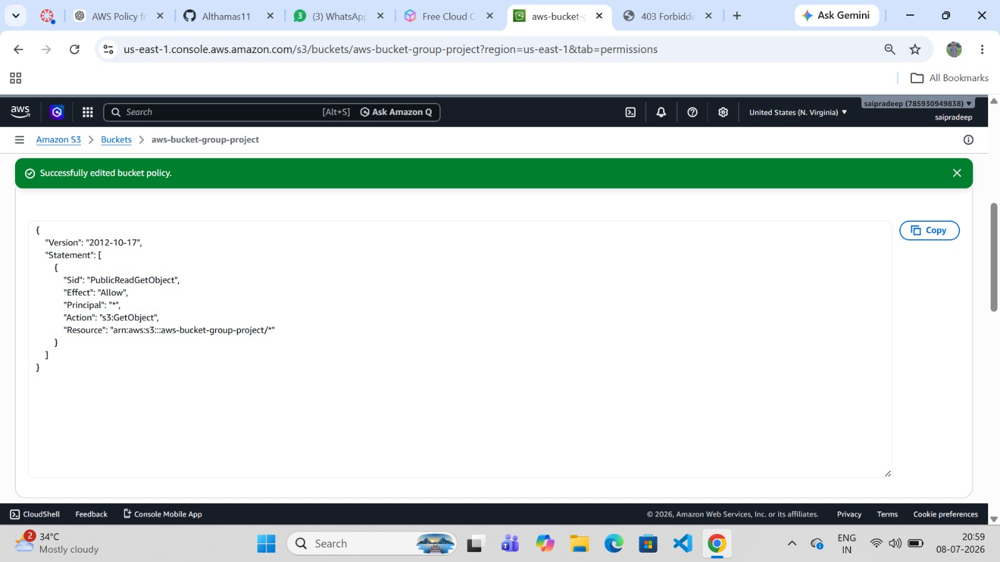 AWS Policy fo
Althamas11
(3) WhatsApp
Free Cloud C
aws-bucket-g
403 Forbidde
Ask Gemini
us-east-1.console.aws.amazon.com/s3/buckets/aws-bucket-group-project?region=us-east-1&tab=permissions
All Bookmarks
aws
Search
[Alt+S]
Ask Amazon Q
United States (N. Virginia)
saipradeep (785930949838)
saipradeep
Amazon S3
Buckets
aws-bucket-group-project
Successfully edited bucket policy.
{
"Version": "2012-10-17",
"Statement": [
{
"Sid": "PublicReadGetObject",
"Effect": "Allow",
"Principal": "*",
"Action": "s3:GetObject",
"Resource": "arn:aws:s3:::aws-bucket-group-project/*"
}
]
}
Copy
CloudShell
Feedback
Console Mobile App
© 2026, Amazon Web Services, Inc. or its affiliates.
Privacy
Terms
Cookie preferences
2
34°C
Mostly cloudy
Search
ENG
IN
20:59
08-07-2026